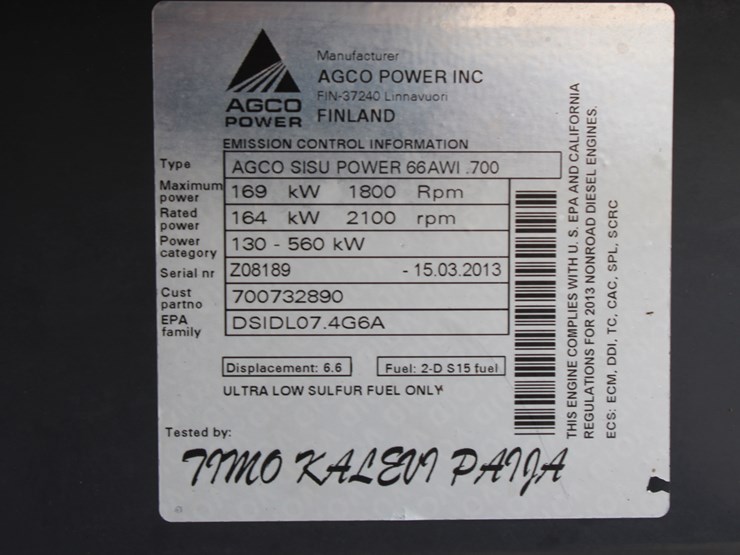 AGCO
POWER
Manufacturer
AGCO POWER INC
FIN-37240 Linnavuori
FINLAND
EMISSION CONTROL INFORMATION
Type AGCO SISU POWER 66AWI .700
Maximum power 169 kW 1800 Rpm
Rated power 164 kW 2100 rpm
Power category 130 - 560 kW
Serial nr Z08189 - 15.03.2013
Cust partno 700732890
EPA family DSIDL07.4G6A
Displacement: 6.6 Fuel: 2-D S15 fuel
ULTRA LOW SULFUR FUEL ONLY
Tested by:
TIMO KALEVI PAIJA
THIS ENGINE COMPLIES WITH U. S. EPA AND CALIFORNIA
REGULATIONS FOR 2013 NONROAD DIESEL ENGINES.
ECS: ECM, DDI, TC, CAC, SPL, SCRC